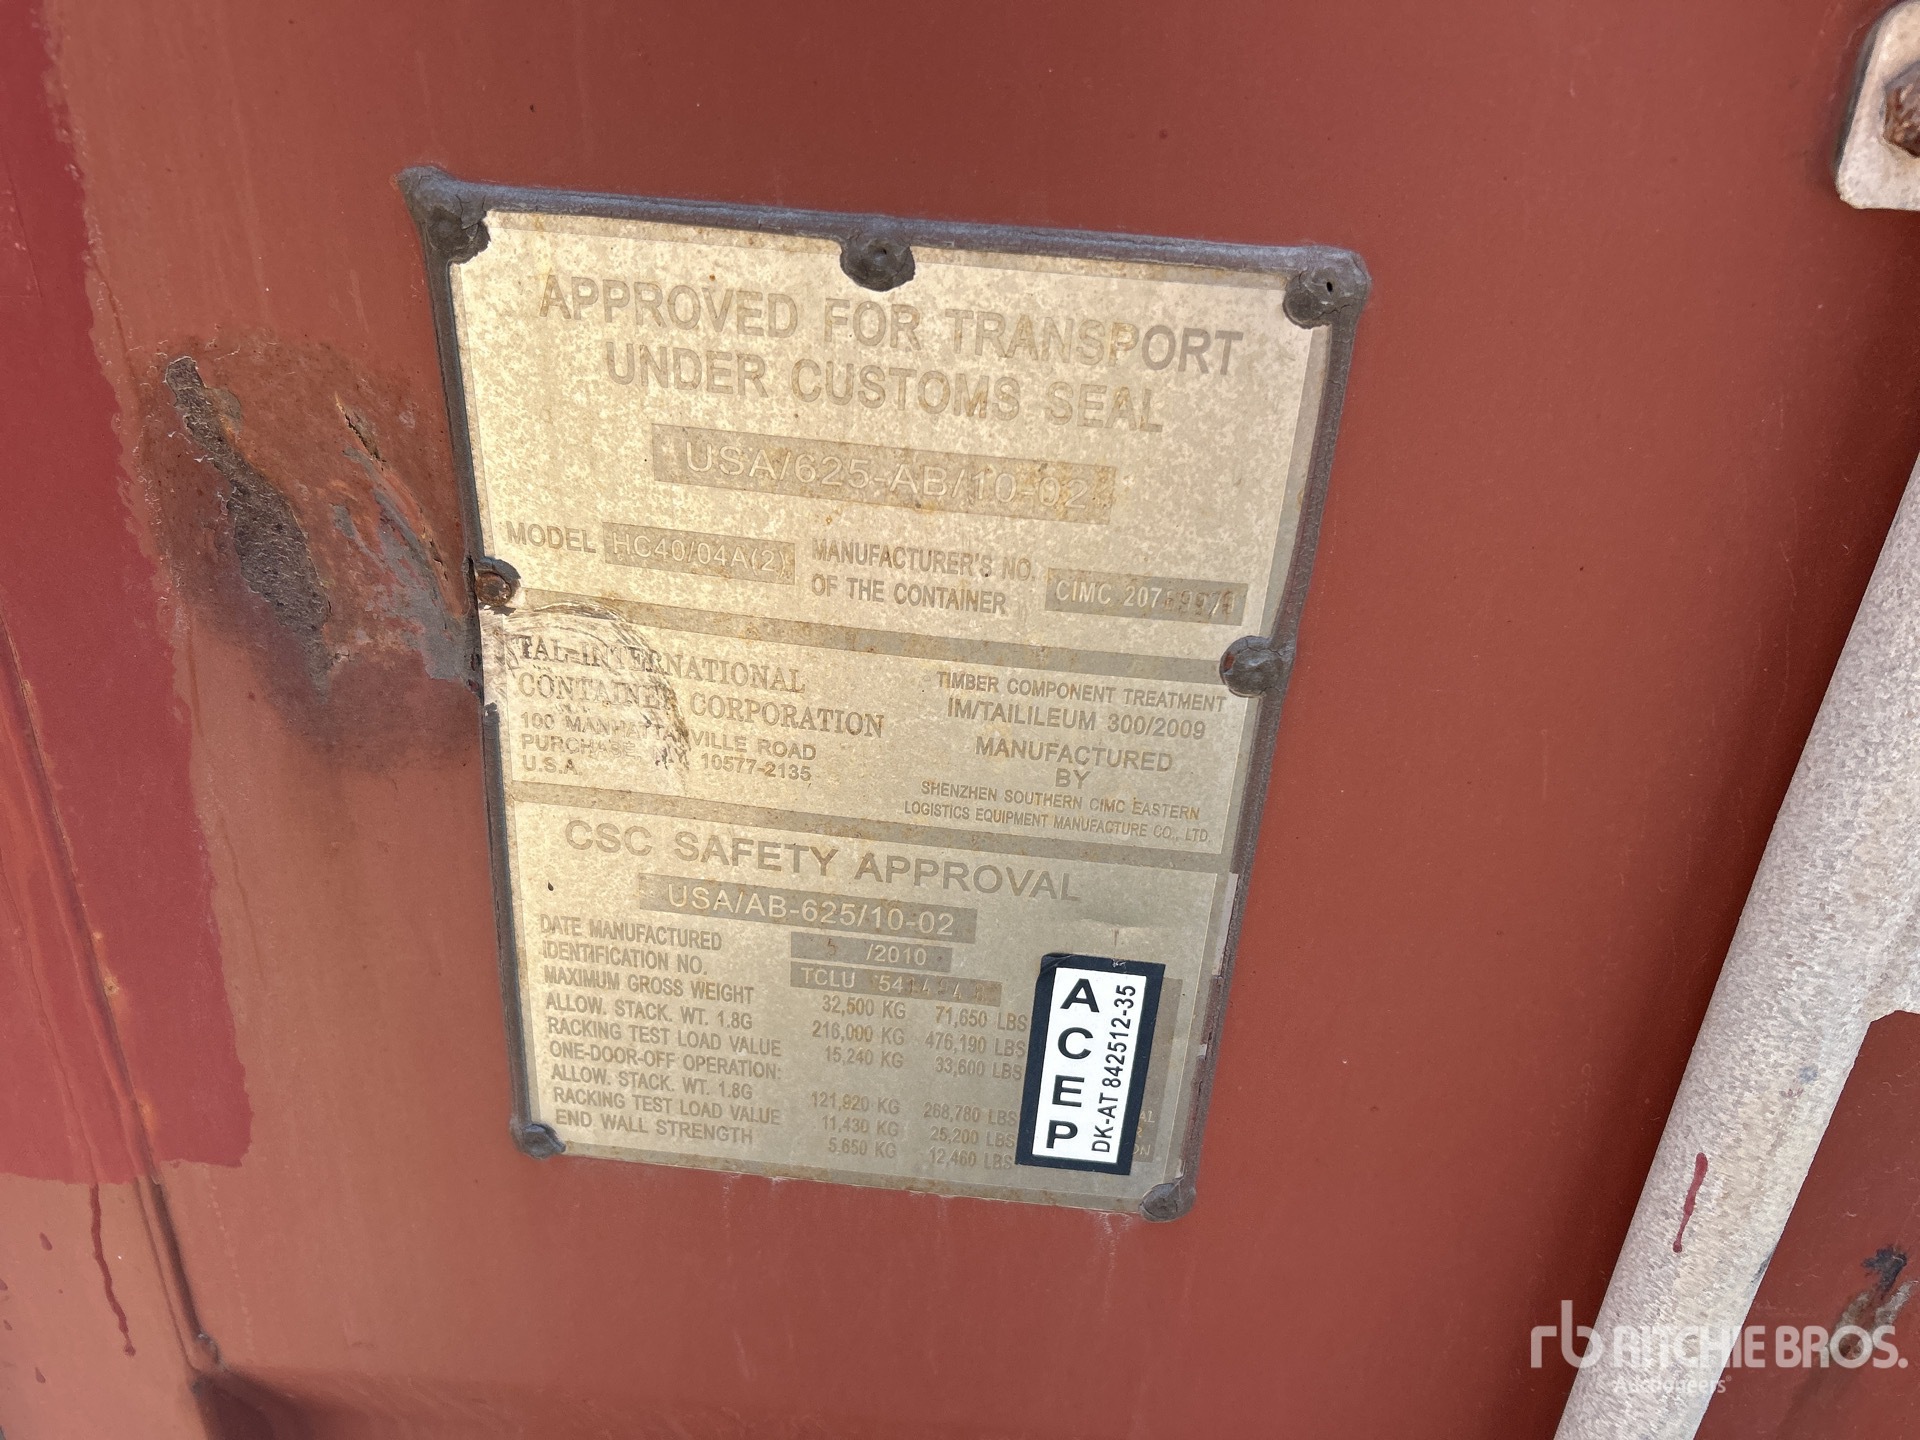 APPROVED FOR TRANSPORT
UNDER CUSTOMS SEAL
USA/625-AB/10-02
MODEL HC40/04A(2) MANUFACTURER'S NO. OF THE CONTAINER CIMC
TAL-INTERNATIONAL
CONTAINER CORPORATION
100 MANHATTANVILLE ROAD
PURCHASE 10577-2135
U.S.A.
TIMBER COMPONENT TREATMENT
IM/TAILILEUM 300/2009
MANUFACTURED
BY
SHENZHEN SOUTHERN CIMC EASTERN
LOGISTICS EQUIPMENT MANUFACTURE CO., LTD
CSC SAFETY APPROVAL
USA/AB-625/10-02
DATE MANUFACTURED 5 /2010
IDENTIFICATION NO. TCLU
MAXIMUM GROSS WEIGHT 32,500 KG 71,650 LBS
ALLOW. STACK. WT. 1.8G 216,000 KG 476,190 LBS
RACKING TEST LOAD VALUE 15,240 KG 33,600 LBS
ONE-DOOR-OFF OPERATION:
ALLOW. STACK. WT. 1.8G 121,920 KG 268,780 LBS
RACKING TEST LOAD VALUE 11,430 KG 25,200 LBS
END WALL STRENGTH 5,650 KG 12,460 LBS
ACEP
DK-AT 842512-35
rb RITCHIE BROS.
Auctioneers